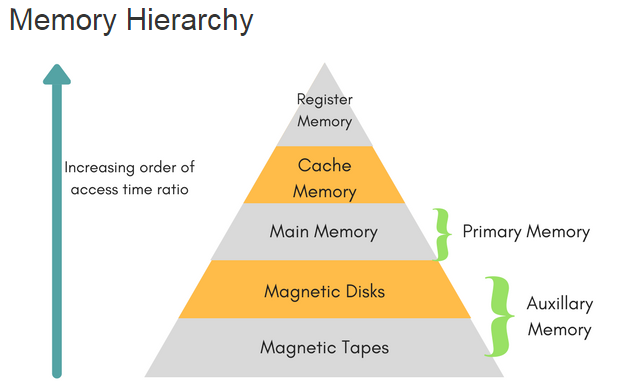 Memory Hierarchy
Register
Memory
Increasing order of
access time ratio
Cache
Memory
Main Memory
Primary Memory
Magnetic Disks
Auxillary
Memory
Magnetic Tapes